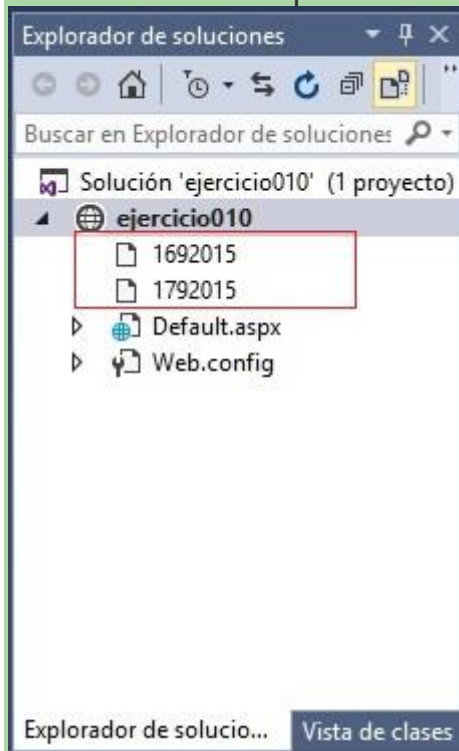 Explorador de soluciones
Buscar en Explorador de soluciones
Solución 'ejercicio010' (1 proyecto)
ejercicio010
1692015
1792015
Default.aspx
Web.config
Explorador de solucio... Vista de clases